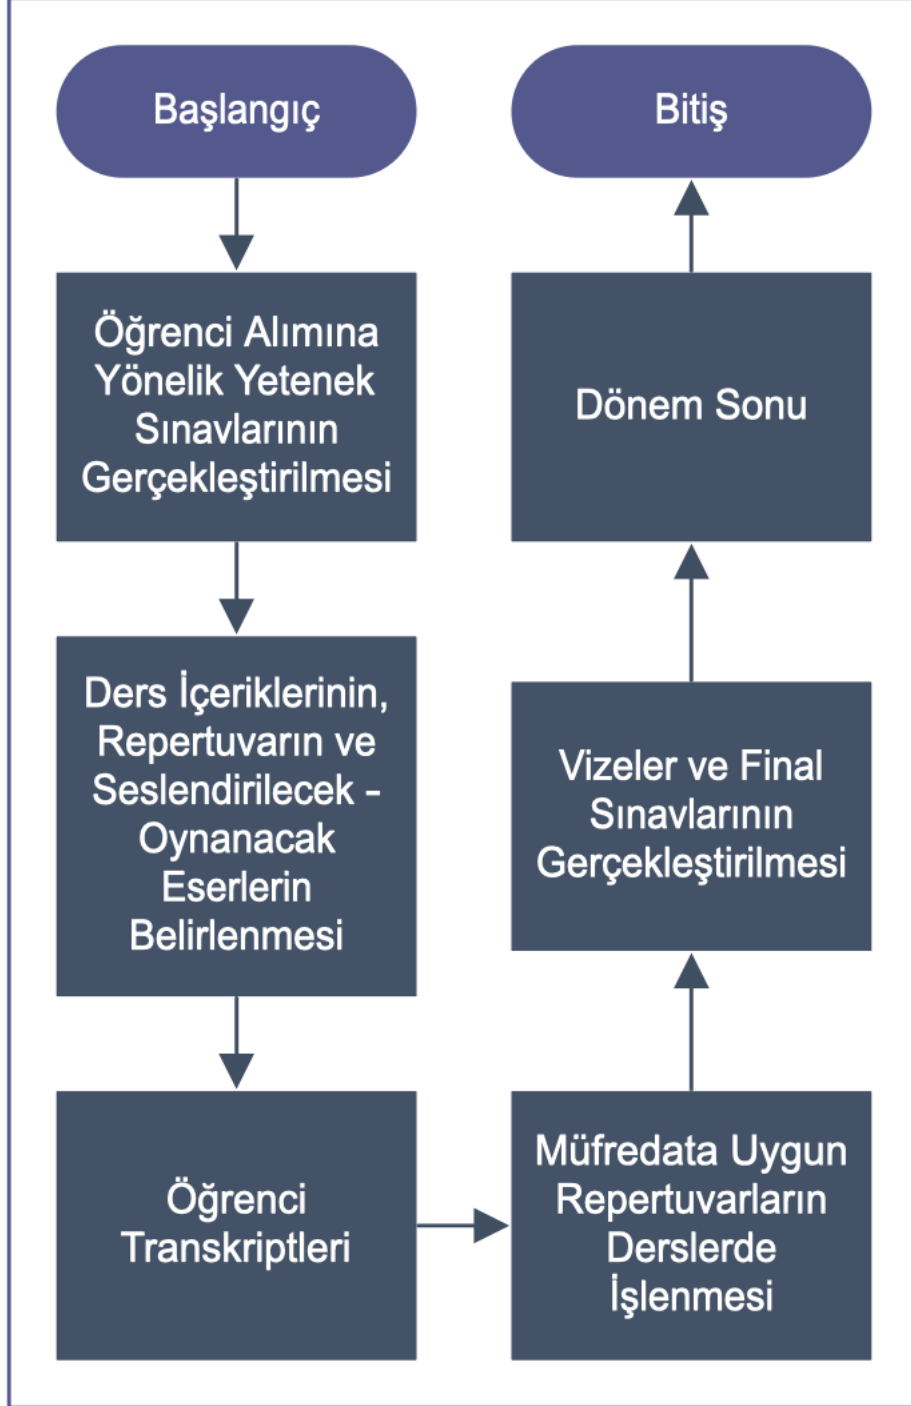 Başlangıç
Öğrenci Alımına
Yönelik Yetenek
Sınavlarının
Gerçekleştirilmesi
Ders İçeriklerinin,
Repertuvarın ve
Seslendirilecek -
Oynanacak
Eserlerin
Belirlenmesi
Öğrenci
Transkriptleri
Müfredata Uygun
Repertuvarların
Derslerde
İşlenmesi
Vizeler ve Final
Sınavlarının
Gerçekleştirilmesi
Dönem Sonu
Bitiş